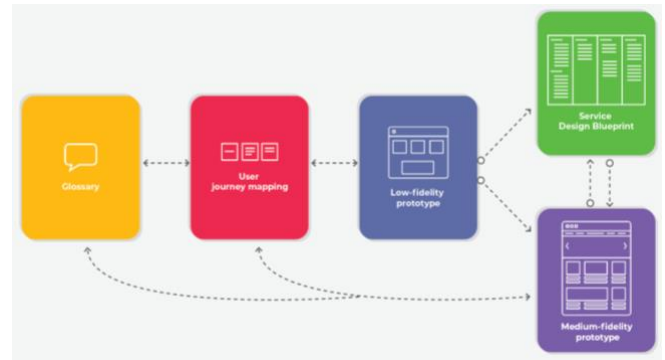 Glossary
User
journey mapping
Low-fidelity
prototype
Service
Design Blueprint
Medium-fidelity
prototype